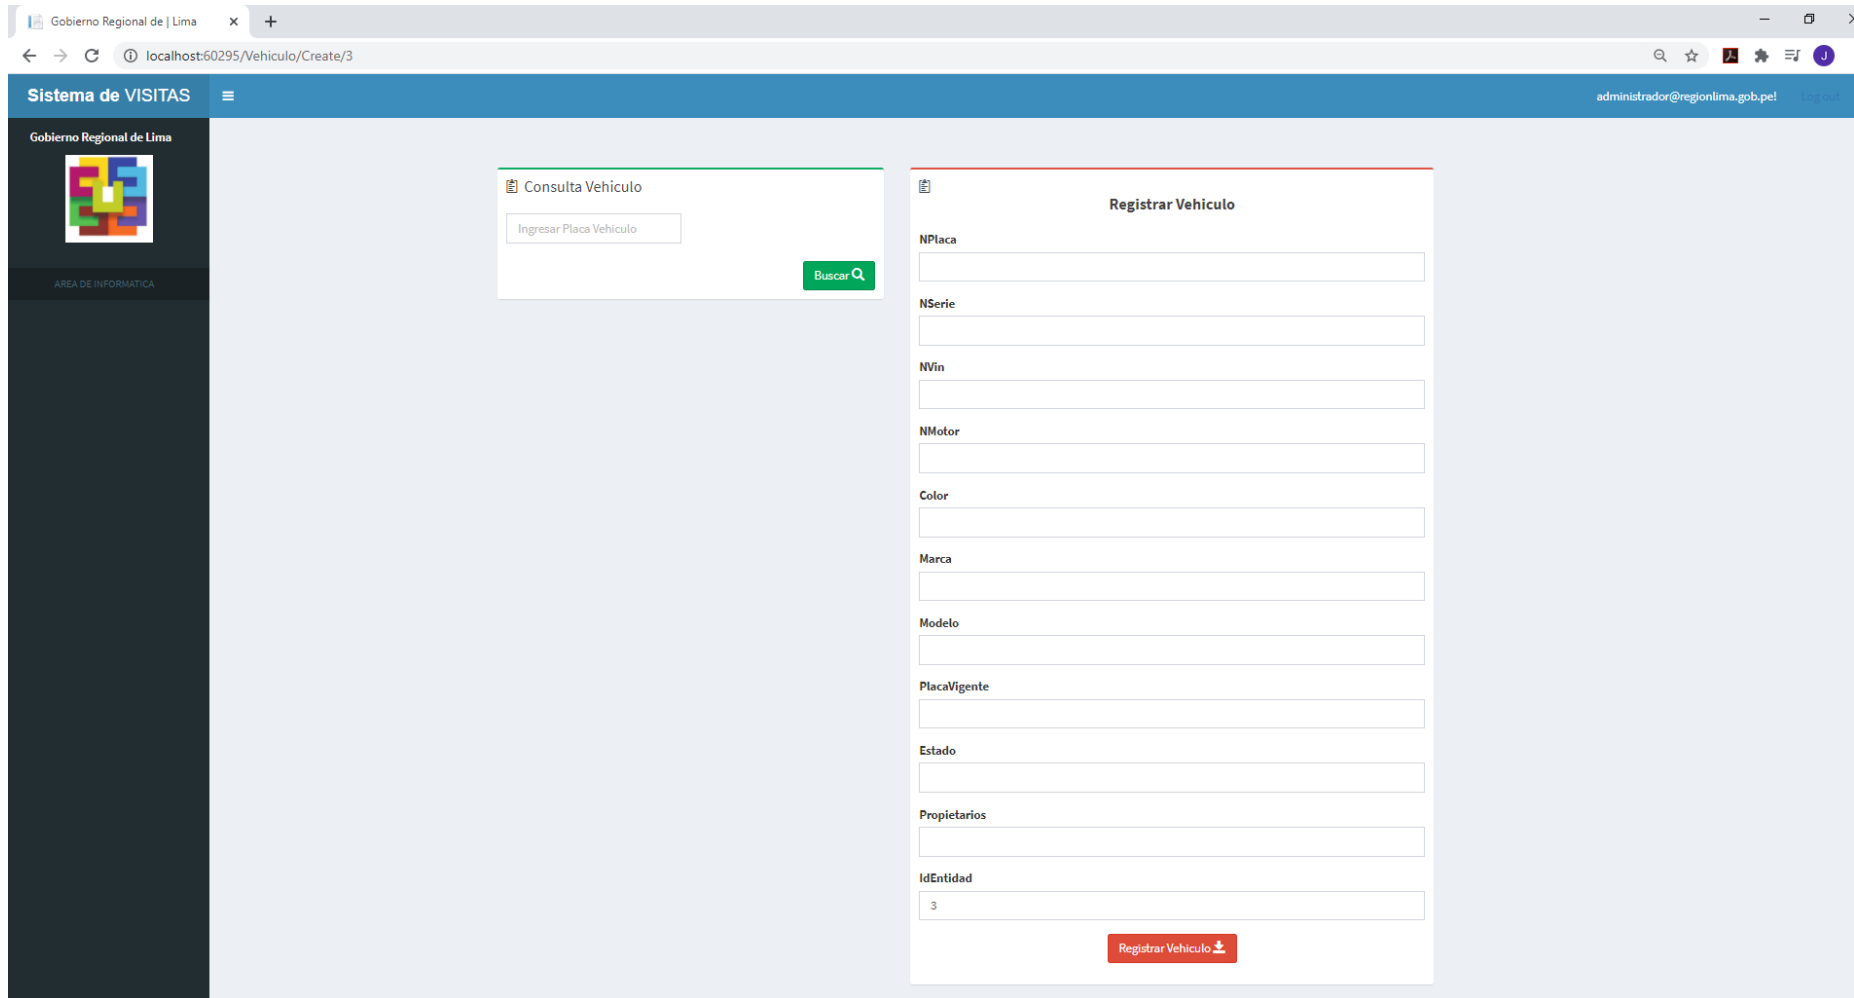 Gobierno Regional de | Lima
localhost:60295/Vehiculo/Create/3
J
Sistema de VISITAS
administrador@regionlima.gob.pe!
Log out
Gobierno Regional de Lima
AREA DE INFORMATICA
Consulta Vehiculo
Ingresar Placa Vehiculo
Buscar
Registrar Vehiculo
NPlaca
NSerie
NVin
NMotor
Color
Marca
Modelo
PlacaVigente
Estado
Propietarios
IdEntidad
3
Registrar Vehiculo